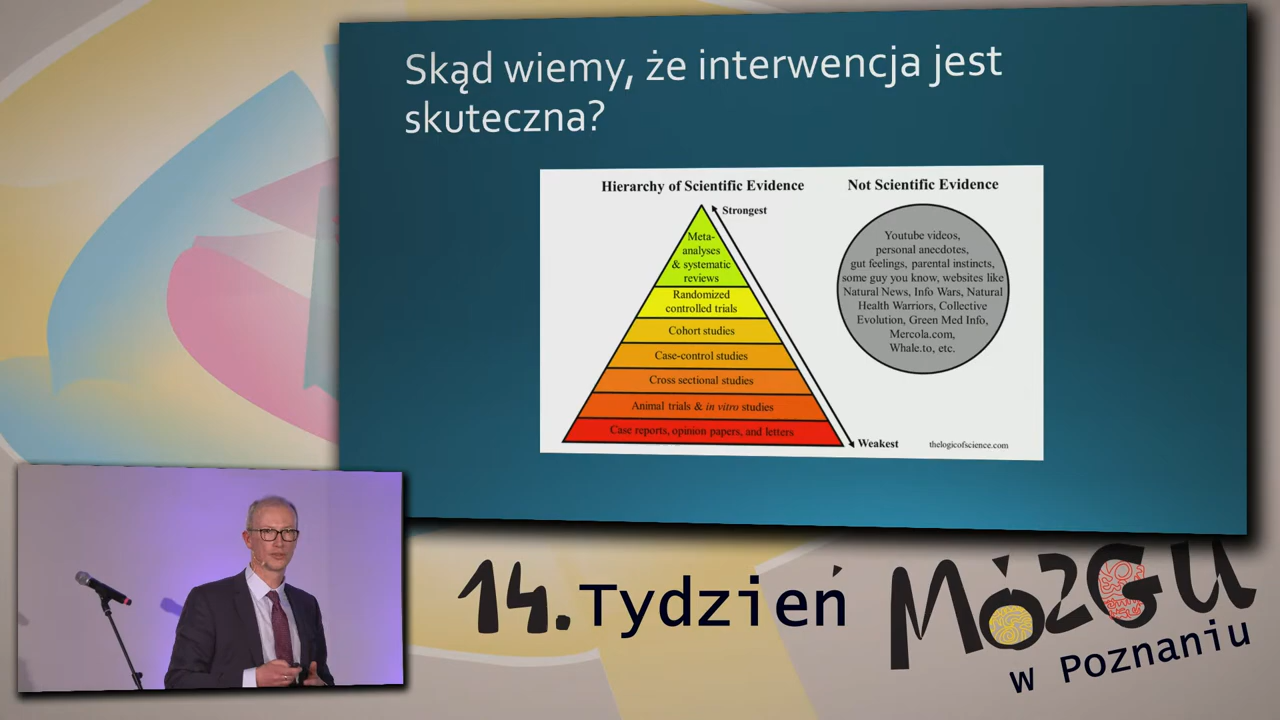 Skąd wiemy, że interwencja jest
skuteczna?
Hierarchy of Scientific Evidence
Strongest
Meta-
analyses
& systematic
reviews
Randomized
controlled trials
Cohort studies
Case-control studies
Cross sectional studies
Animal trials & in vitro studies
Case reports, opinion papers, and letters
Weakest
Not Scientific Evidence
Youtube videos,
personal anecdotes,
gut feelings, parental instincts,
some guy you know, websites like
Natural News, Info Wars, Natural
Health Warriors, Collective
Evolution, Green Med Info,
Mercola.com,
Whale.to, etc.
thelogicofscience.com
14. Tydzień MÓZGU
w Poznaniu